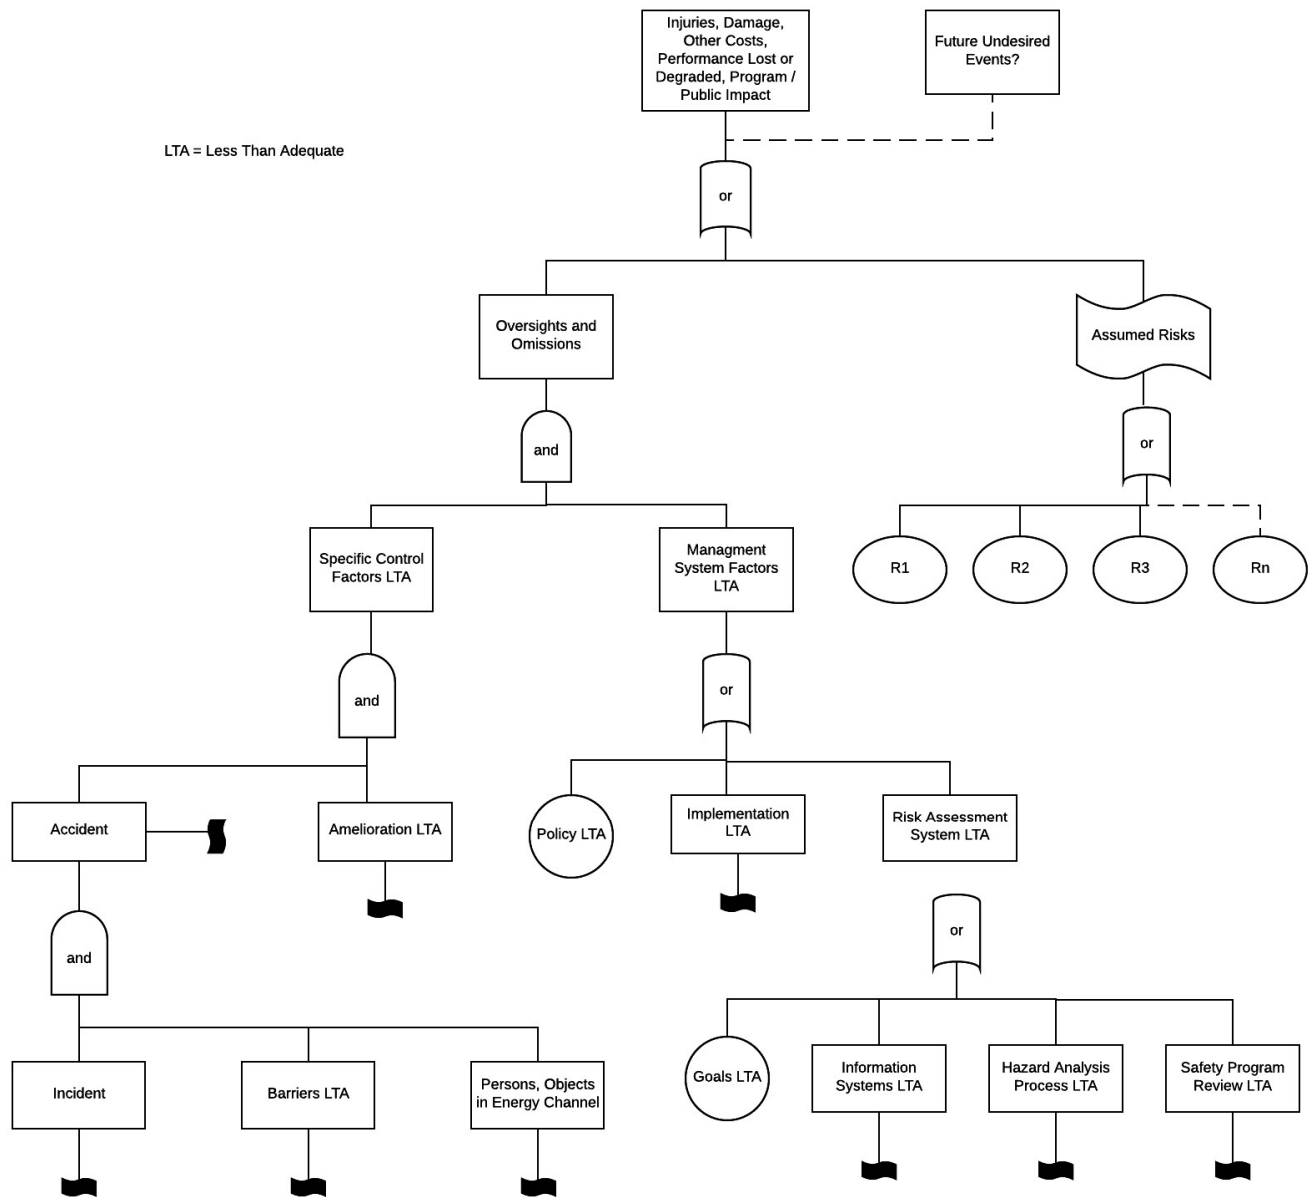 Injuries, Damage,
Other Costs,
Performance Lost or
Degraded, Program /
Public Impact
Future Undesired
Events?
LTA = Less Than Adequate
or
Oversights and
Omissions
Assumed Risks
and
or
Specific Control
Factors LTA
Managment
System Factors
LTA
R1
R2
R3
Rn
and
or
Accident
Amelioration LTA
Policy LTA
Implementation
LTA
Risk Assessment
System LTA
and
or
Incident
Barriers LTA
Persons, Objects
in Energy Channel
Goals LTA
Information
Systems LTA
Hazard Analysis
Process LTA
Safety Program
Review LTA